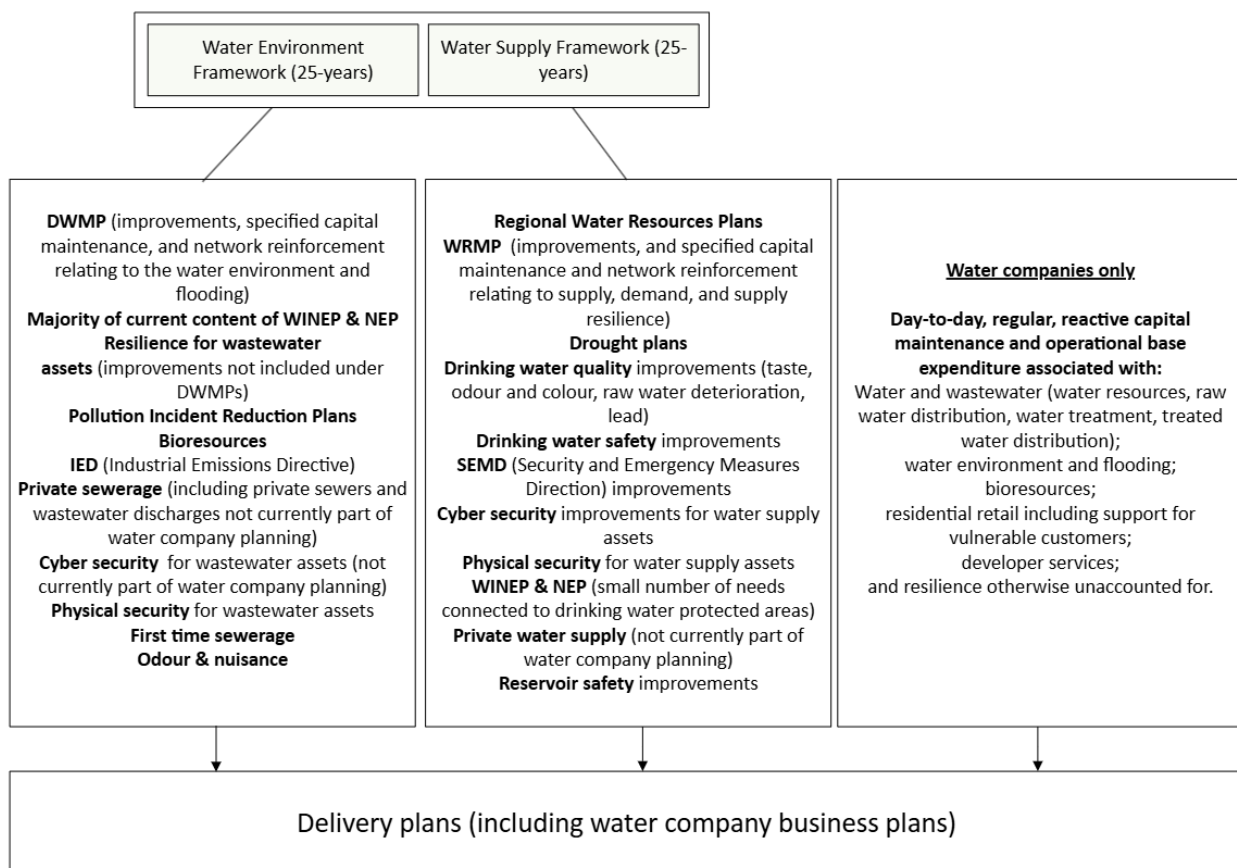 Water Environment
Framework (25-years)
Water Supply Framework (25-
years)
DWMP (improvements, specified capital
maintenance, and network reinforcement
relating to the water environment and
flooding)
Majority of current content of WINEP & NEP
Resilience for wastewater
assets (improvements not included under
DWMPs)
Pollution Incident Reduction Plans
Bioresources
IED (Industrial Emissions Directive)
Private sewerage (including private sewers and
wastewater discharges not currently part of
water company planning)
Cyber security for wastewater assets (not
currently part of water company planning)
Physical security for wastewater assets
First time sewerage
Odour & nuisance
Regional Water Resources Plans
WRMP (improvements, and specified capital
maintenance and network reinforcement
relating to supply, demand, and supply
resilience)
Drought plans
Drinking water quality improvements (taste,
odour and colour, raw water deterioration,
lead)
Drinking water safety improvements
SEMD (Security and Emergency Measures
Direction) improvements
Cyber security improvements for water supply
assets
Physical security for water supply assets
WINEP & NEP (small number of needs
connected to drinking water protected areas)
Private water supply (not currently part of
water company planning)
Reservoir safety improvements
Water companies only
Day-to-day, regular, reactive capital
maintenance and operational base
expenditure associated with:
Water and wastewater (water resources, raw
water distribution, water treatment, treated
water distribution);
water environment and flooding;
bioresources;
residential retail including support for
vulnerable customers;
developer services;
and resilience otherwise unaccounted for.
Delivery plans (including water company business plans)